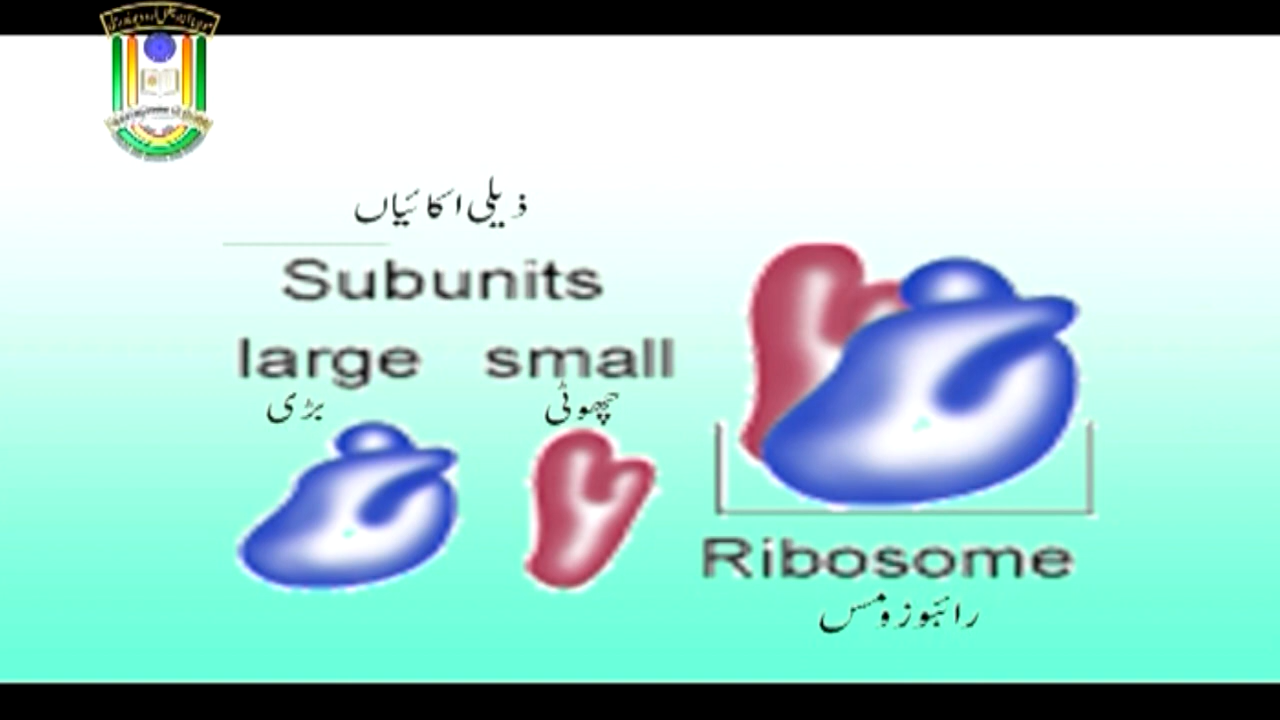 ذیلی اکائیاں
Subunits
large small
بڑی چھوٹی
Ribosome
رائبوزومس